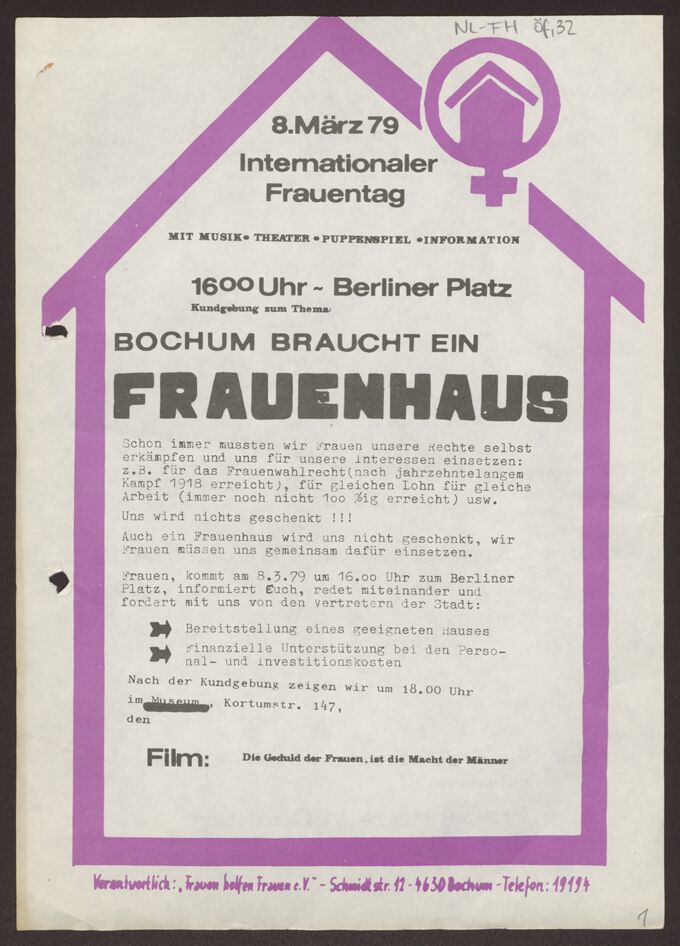 NL-FH öf,32
8.März 79
Internationaler
Frauentag
MIT MUSIK• THEATER •PUPPENSPIEL •INFORMATION
16oo Uhr ~ Berliner Platz
Kundgebung zum Thema:
BOCHUM BRAUCHT EIN
FRAUENHAUS
Schon immer mussten wir Frauen unsere Rechte selbst
erkämpfen und uns für unsere Interessen einsetzen:
z.B. für das Frauenwahlrecht(nach jahrzehntelangem
Kampf 1918 erreicht), für gleichen Lohn für gleiche
Arbeit (immer noch nicht 1oo %ig erreicht) usw.
Uns wird nichts geschenkt !!!
Auch ein Frauenhaus wird uns nicht geschenkt, wir
Frauen müssen uns gemeinsam dafür einsetzen.
Frauen, kommt am 8.3.79 um 16.oo Uhr zum Berliner
Platz, informiert Euch, redet miteinander und
fordert mit uns von den Vertretern der Stadt:
Bereitstellung eines geeigneten Hauses
Finanzielle Unterstützung bei den Perso-
nal- und Investitionskosten
Nach der Kundgebung zeigen wir um 18.00 Uhr
im Museum, Kortumstr. 147,
den
Film: Die Geduld der Frauen,ist die Macht der Männer
Verantwortlich: „Frauen helfen Frauen e.V." - Schmidtstr. 12 - 4630 Bochum - Telefon: 19194
1